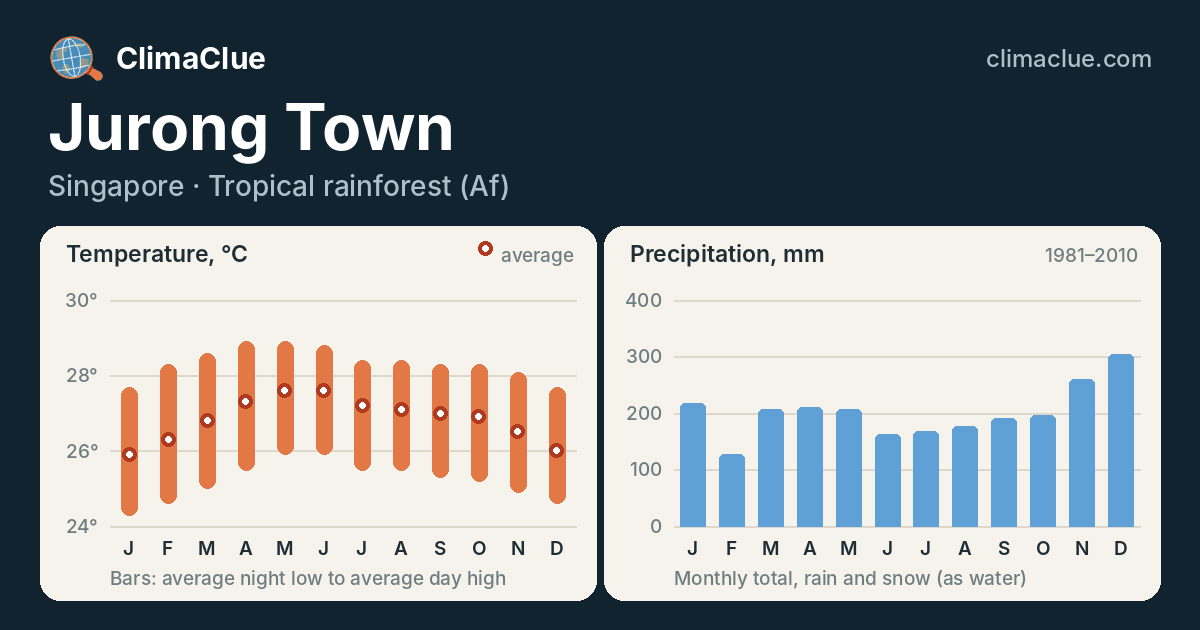 ClimaClue
climaclue.com
Jurong Town
Singapore · Tropical rainforest (Af)
Temperature, °C
average
30°
28°
26°
24°
J F M A M J J A S O N D
Bars: average night low to average day high
Precipitation, mm
1981–2010
400
300
200
100
0
J F M A M J J A S O N D
Monthly total, rain and snow (as water)